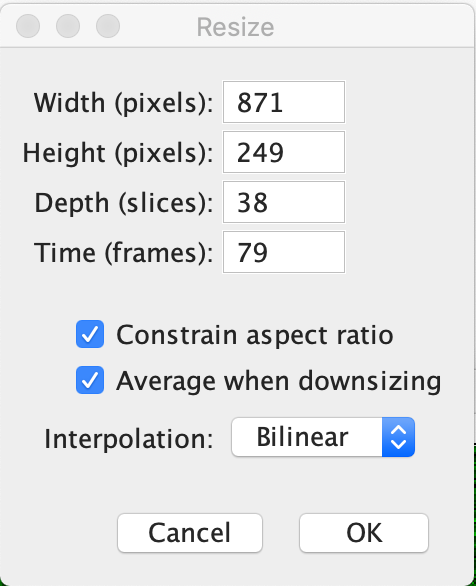 Resize
Width (pixels): 871
Height (pixels): 249
Depth (slices): 38
Time (frames): 79
Constrain aspect ratio
Average when downsizing
Interpolation: Bilinear
Cancel OK